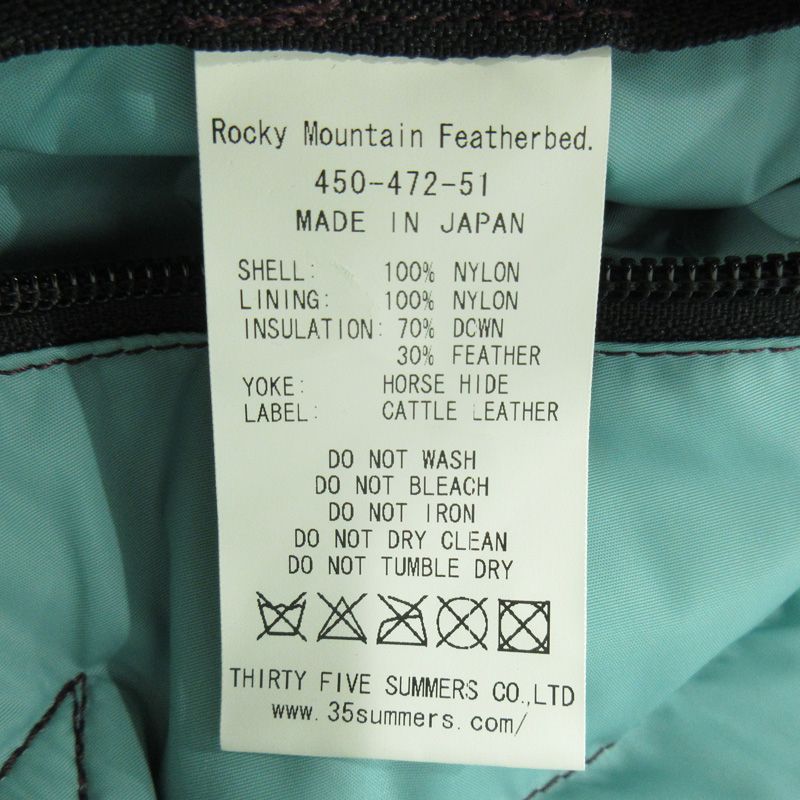 Rocky Mountain Featherbed.
450-472-51
MADE IN JAPAN
SHELL: 100% NYLON
LINING: 100% NYLON
INSULATION: 70% DOWN
30% FEATHER
YOKE: HORSE HIDE
LABEL: CATTLE LEATHER
DO NOT WASH
DO NOT BLEACH
DO NOT IRON
DO NOT DRY CLEAN
DO NOT TUMBLE DRY
THIRTY FIVE SUMMERS CO.,LTD
www.35summers.com/